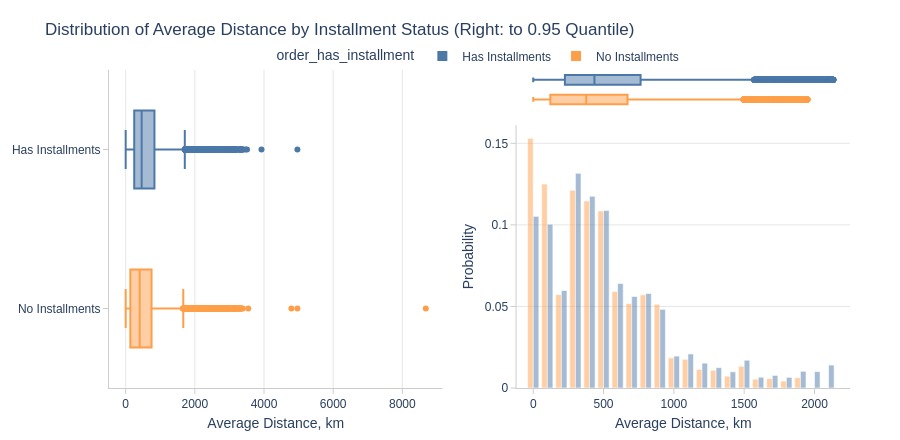 Distribution of Average Distance by Installment Status (Right: to 0.95 Quantile)
order_has_installment Has Installments No Installments
Has Installments
No Installments
0 2000 4000 6000 8000
Average Distance, km
0.15
0.1
0.05
0
Probability
0 500 1000 1500 2000
Average Distance, km